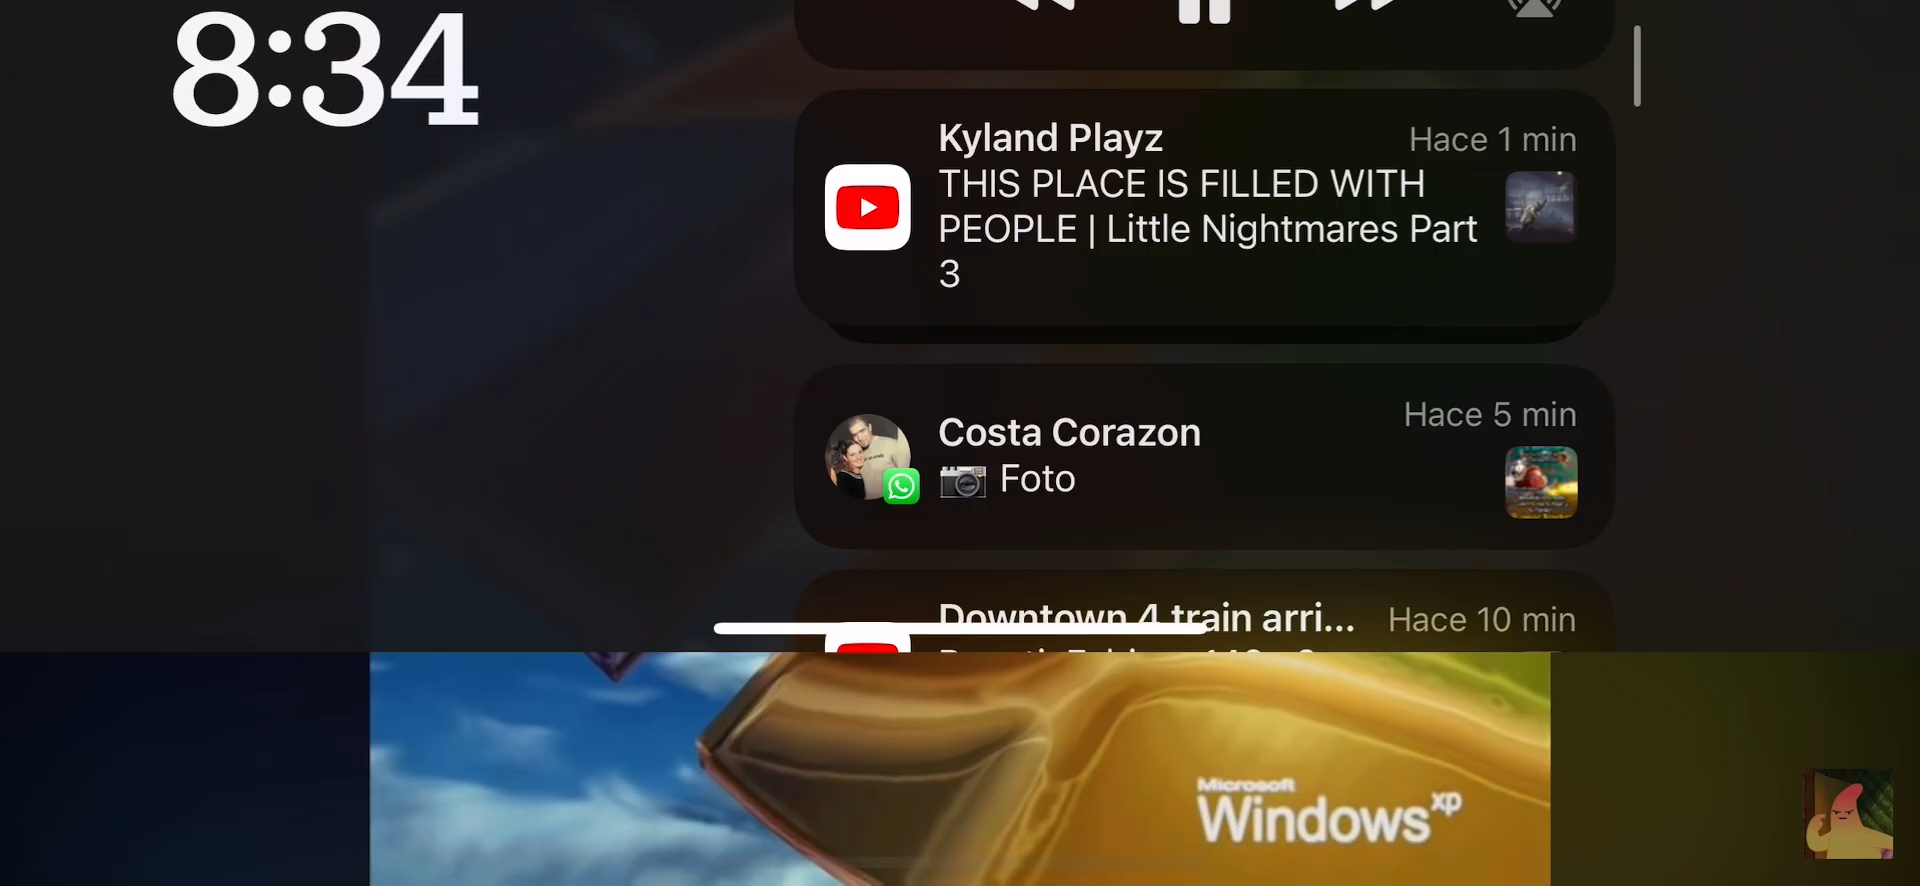 8:34
Kyland Playz
Hace 1 min
THIS PLACE IS FILLED WITH
PEOPLE | Little Nightmares Part
3
Costa Corazon
Hace 5 min
Foto
Downtown 4 train arri...
Hace 10 min
Microsoft
Windows xp